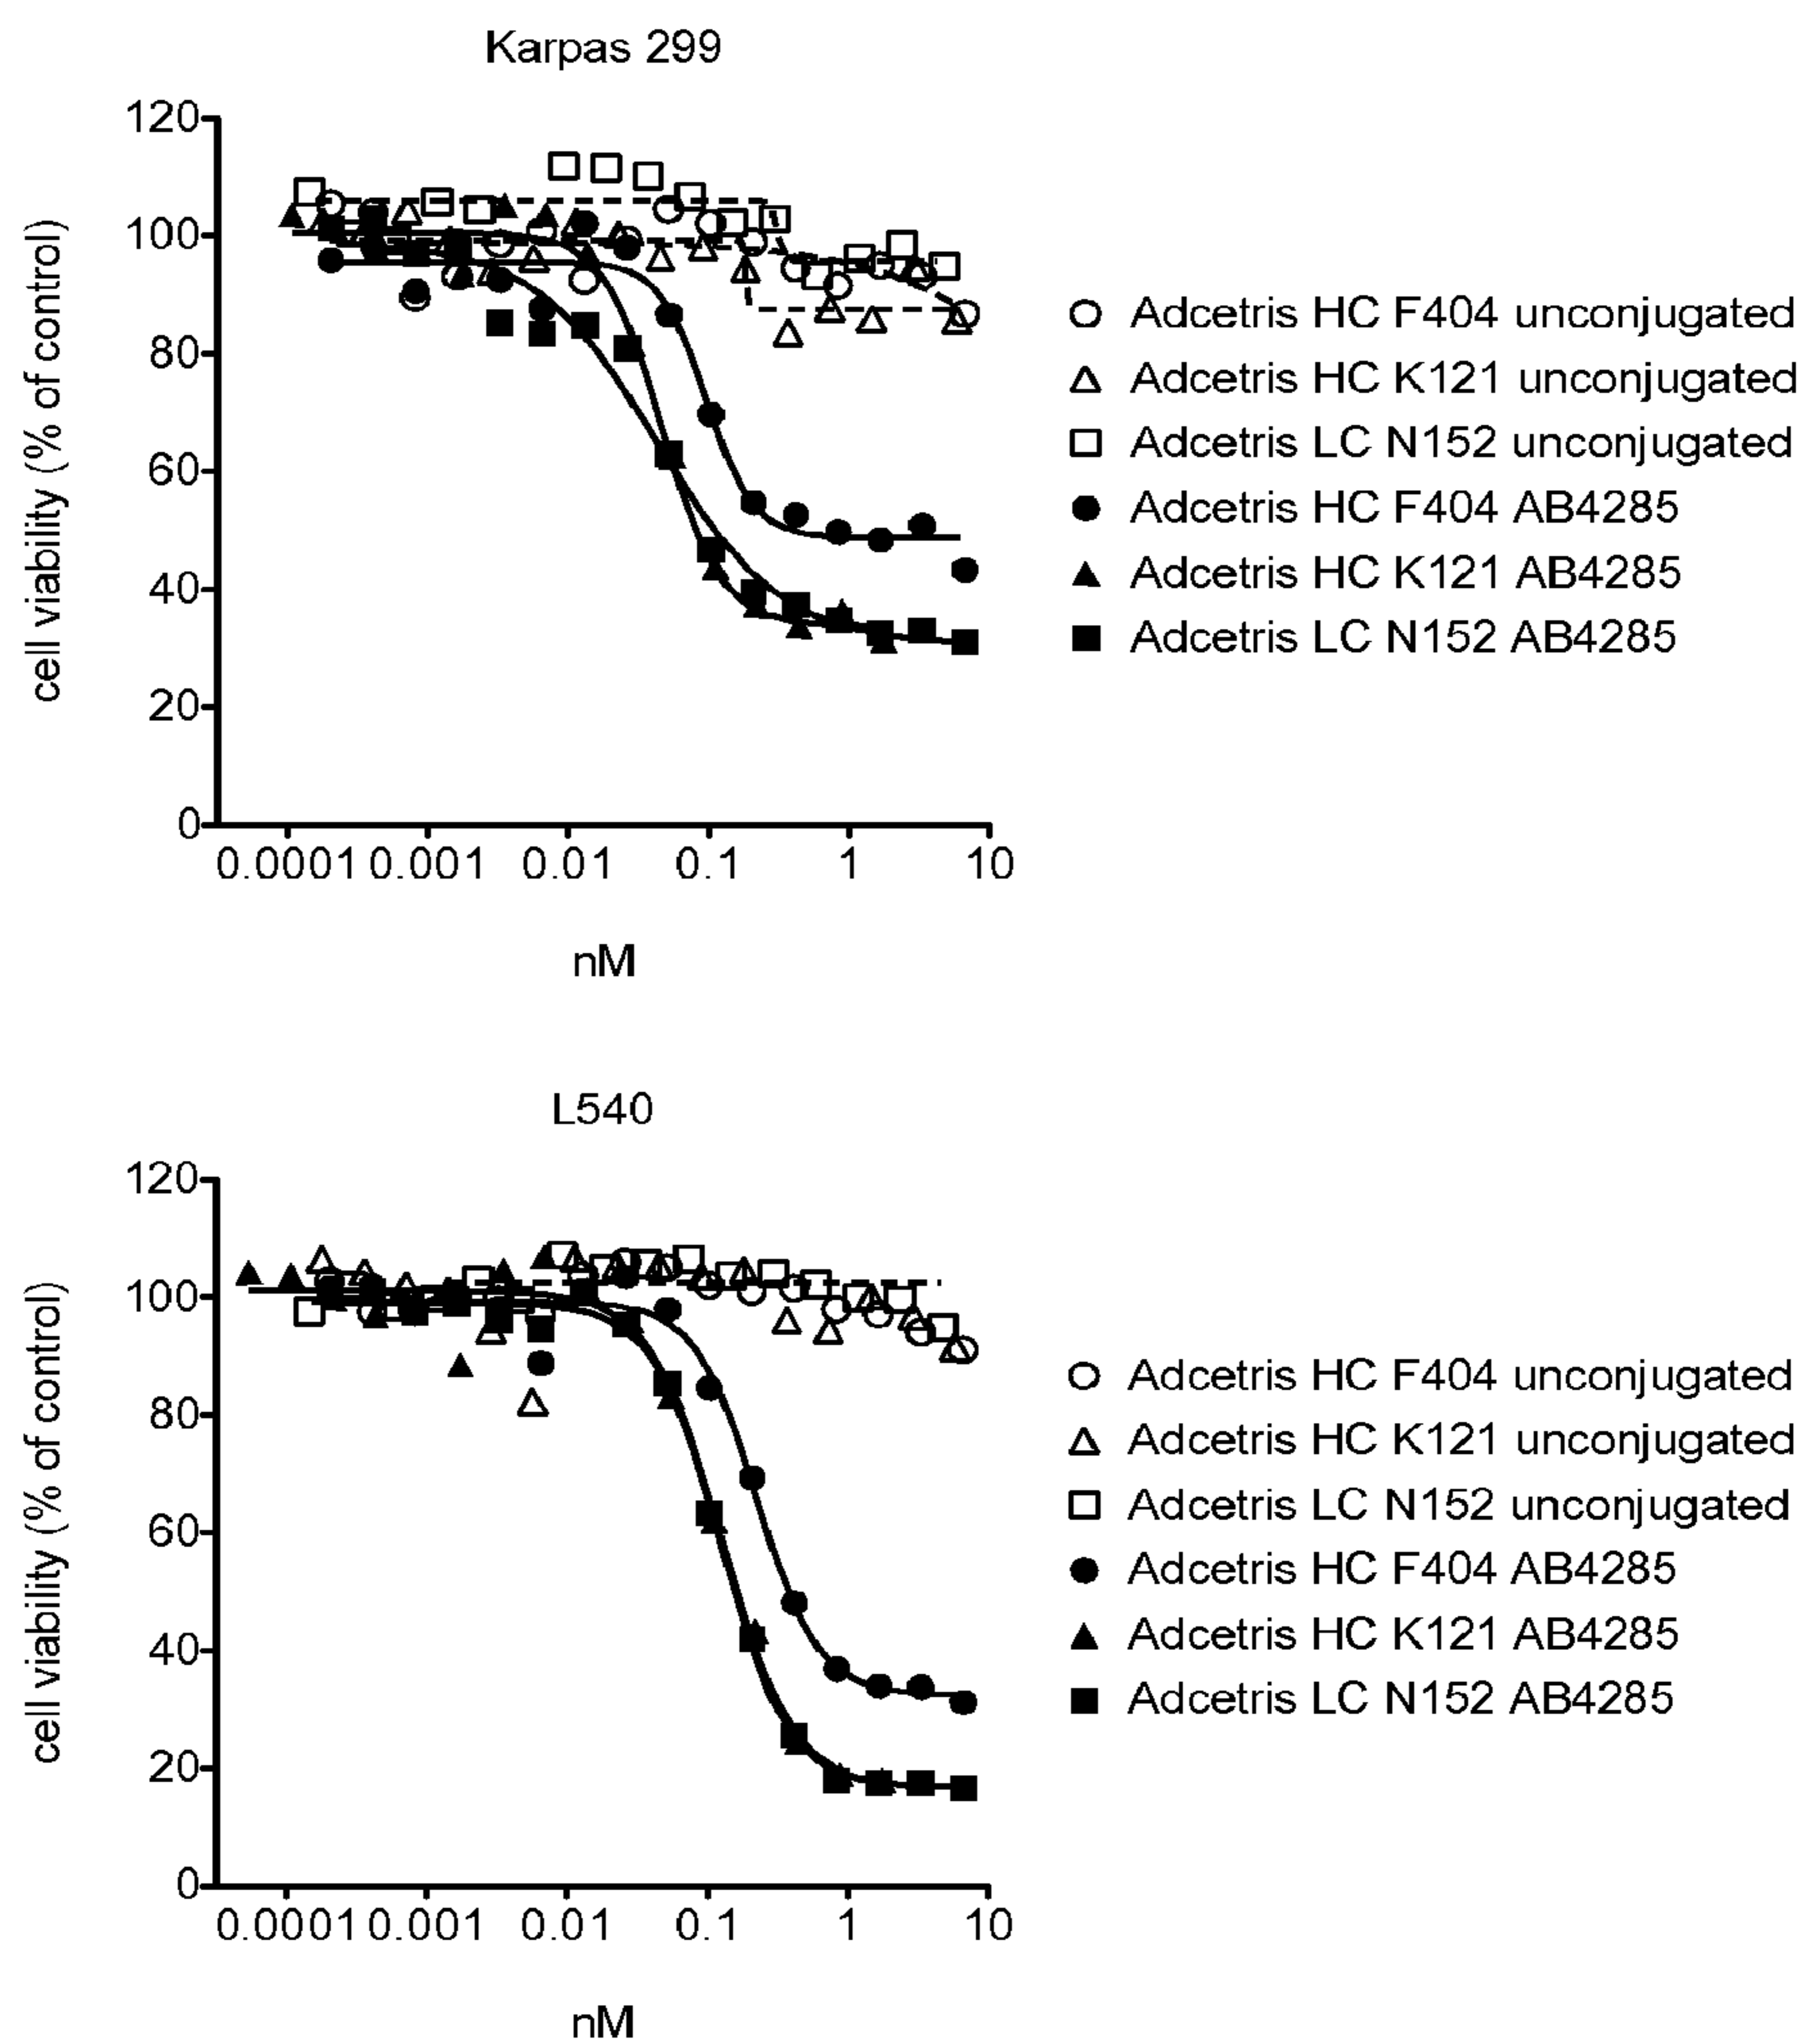 Karpas 299
120
100
80
60
40
20
0
cell viability (% of control)
0.0001 0.001 0.01 0.1 1 10
nM
Adcetris HC F404 unconjugated
Adcetris HC K121 unconjugated
Adcetris LC N152 unconjugated
Adcetris HC F404 AB4285
Adcetris HC K121 AB4285
Adcetris LC N152 AB4285
L540
120
100
80
60
40
20
0
cell viability (% of control)
0.0001 0.001 0.01 0.1 1 10
nM
Adcetris HC F404 unconjugated
Adcetris HC K121 unconjugated
Adcetris LC N152 unconjugated
Adcetris HC F404 AB4285
Adcetris HC K121 AB4285
Adcetris LC N152 AB4285